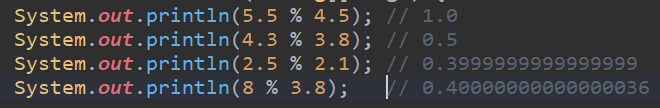 System.out.println(5.5 % 4.5); // 1.0
System.out.println(4.3 % 3.8); // 0.5
System.out.println(2.5 % 2.1); // 0.3999999999999999
System.out.println(8 % 3.8); // 0.40000000000000036